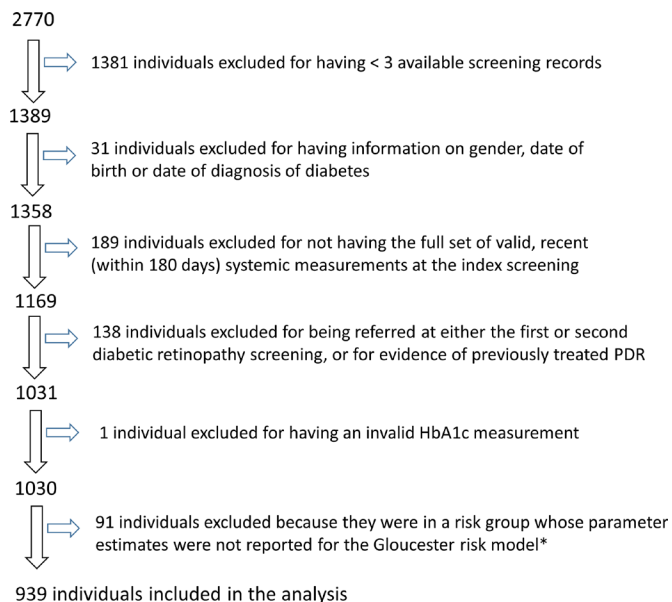 2770
1381 individuals excluded for having < 3 available screening records
1389
31 individuals excluded for having information on gender, date of
birth or date of diagnosis of diabetes
1358
189 individuals excluded for not having the full set of valid, recent
(within 180 days) systemic measurements at the index screening
1169
138 individuals excluded for being referred at either the first or second
diabetic retinopathy screening, or for evidence of previously treated PDR
1031
1 individual excluded for having an invalid HbA1c measurement
1030
91 individuals excluded because they were in a risk group whose parameter
estimates were not reported for the Gloucester risk model*
939 individuals included in the analysis